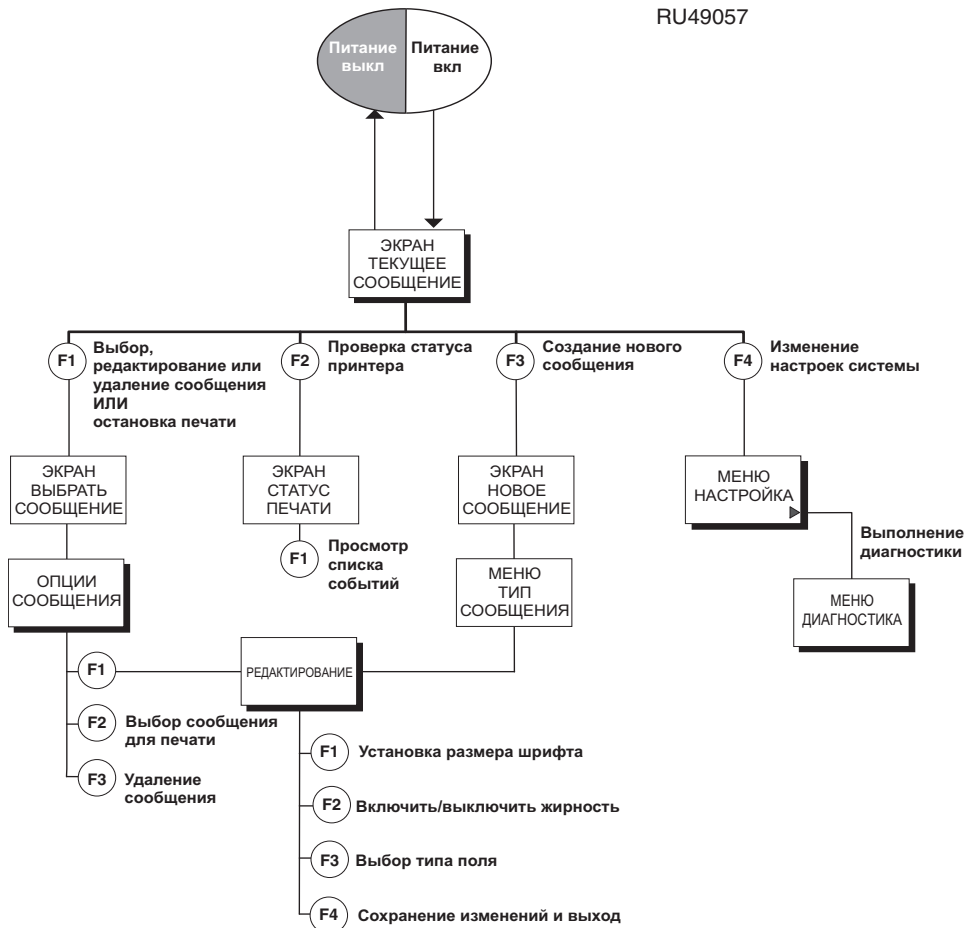 RU49057
Питание
выкл
Питание
вкл
ЭКРАН
ТЕКУЩЕЕ
СООБЩЕНИЕ
F1
Выбор,
редактирование или
удаление сообщения
ИЛИ
остановка печати
F2
Проверка статуса
принтера
F3
Создание нового
сообщения
F4
Изменение
настроек системы
ЭКРАН
ВЫБРАТЬ
СООБЩЕНИЕ
ЭКРАН
СТАТУС
ПЕЧАТИ
ЭКРАН
НОВОЕ
СООБЩЕНИЕ
МЕНЮ
НАСТРОЙКА
F1
Просмотр
списка
событий
Выполнение
диагностики
ОПЦИИ
СООБЩЕНИЯ
МЕНЮ
ТИП
СООБЩЕНИЯ
МЕНЮ
ДИАГНОСТИКА
F1
РЕДАКТИРОВАНИЕ
F2
Выбор сообщения
для печати
F3
Удаление
сообщения
F1
Установка размера шрифта
F2
Включить/выключить жирность
F3
Выбор типа поля
F4
Сохранение изменений и выход